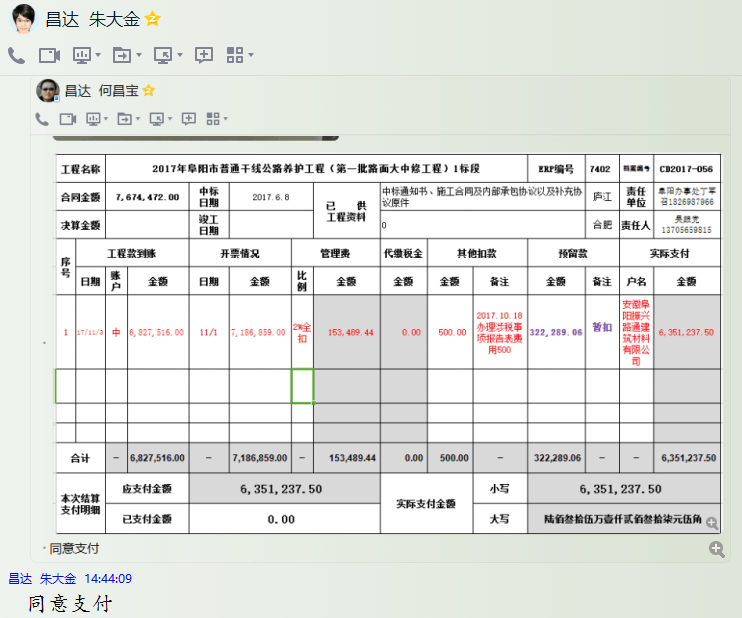 昌达 朱大金
昌达 何昌宝
工程名称 2017年阜阳市普通干线公路养护工程（第一批路面大中修工程）1标段 ERP编号 7402 档案编号 CD2017-056
合同金额 7,674,472.00 中标日期 2017.6.8 已 供 工程资料 中标通知书、施工合同及内部承包协议以及补充协议原件 庐江 责任单位 阜阳办事处丁军召1826987966
决算金额 竣工日期 0 合肥 责任人 13705659815
序号 工程款到账 开票情况 管理费 代缴税金 其他扣款 预留款 实际支付
日期 账户 金额 日期 金额 比例 金额 金额 金额 备注 金额 备注 户名 金额
1 17/11/3 中 6,827,516.00 11/1 7,186,859.00 2%全扣 153,489.44 0.00 500.00 2017.10.18办理涉税事项报告表费用500 322,289.06 暂扣 安徽阜阳振兴路通建筑材料有限公司 6,351,237.50
合计 － 6,827,516.00 － 7,186,859.00 － 153,489.44 0.00 500.00 － 322,289.06 － － 6,351,237.50
本次结算支付明细 应支付金额 6,351,237.50 实际支付金额 小写 6,351,237.50
已支付金额 0.00 大写 陆佰叁拾伍万壹仟贰佰叁拾柒元伍角
同意支付
昌达 朱大金 14:44:09
同意支付